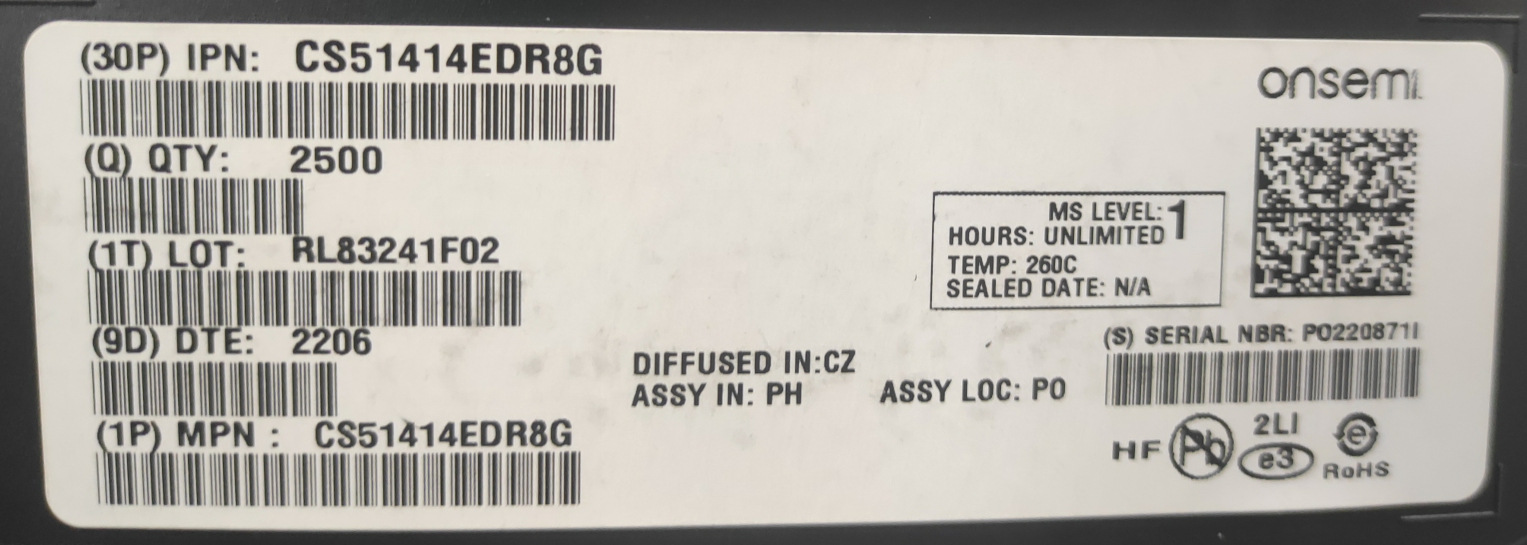 (30P) IPN: CS51414EDR8G
onsemi
(Q) QTY: 2500
MS LEVEL: 1
HOURS: UNLIMITED
TEMP: 260C
SEALED DATE: N/A
(1T) LOT: RL83241F02
(9D) DTE: 2206
(S) SERIAL NBR: PO220871I
DIFFUSED IN:CZ
ASSY IN: PH ASSY LOC: PO
(1P) MPN : CS51414EDR8G
HF Pb 2LI e3 e RoHS